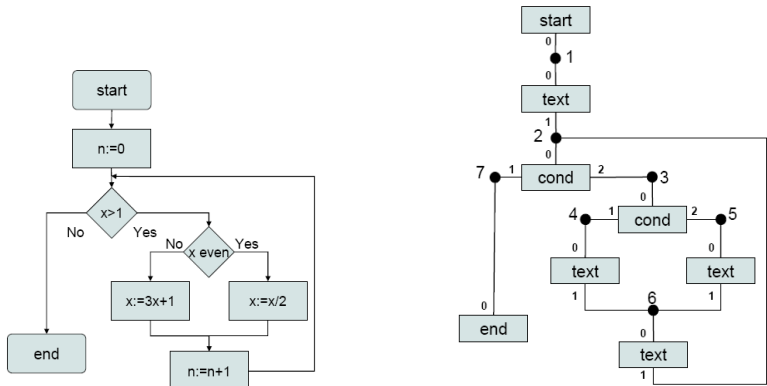 start
n:=0
x>1
No
Yes
No
x even
Yes
x:=3x+1
x:=x/2
end
n:=n+1
start
0
1
0
text
1
2
0
7
1
cond
2
3
0
4
1
cond
2
5
0
0
text
text
1
6
1
0
end
0
text
1